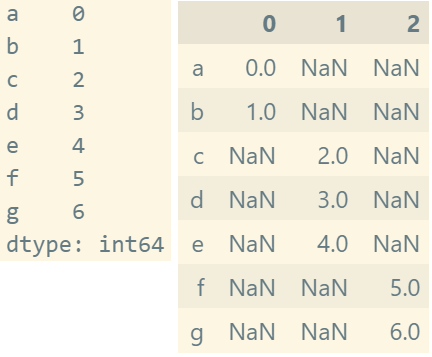 a 0
b 1
c 2
d 3
e 4
f 5
g 6
dtype: int64
0 1 2
a 0.0 NaN NaN
b 1.0 NaN NaN
c NaN 2.0 NaN
d NaN 3.0 NaN
e NaN 4.0 NaN
f NaN NaN 5.0
g NaN NaN 6.0